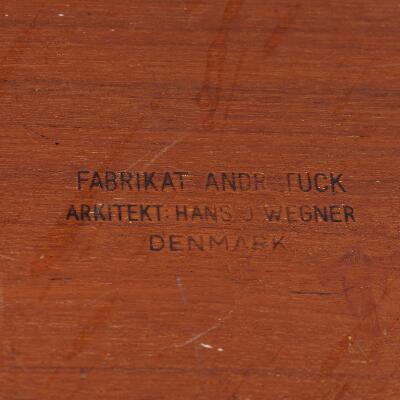 FABRIKAT ANDR TUCK
ARKITEKT: HANS J WEGNER
DENMARK